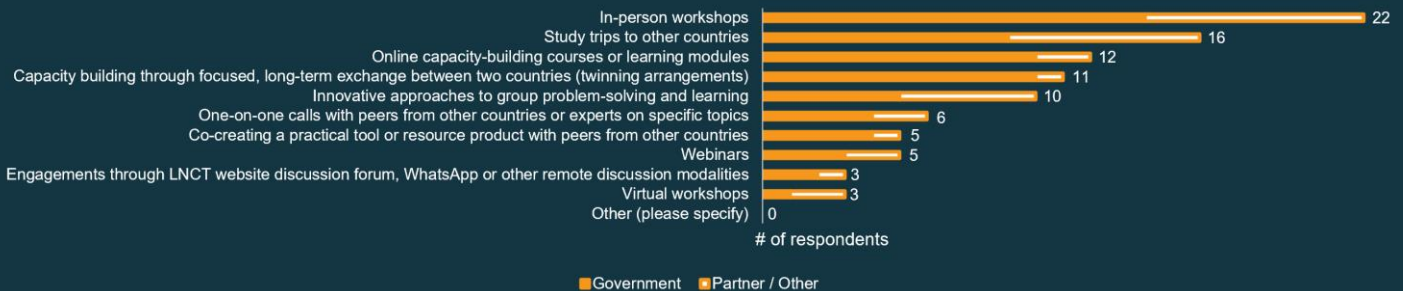 In-person workshops 22
Study trips to other countries 16
Online capacity-building courses or learning modules 12
Capacity building through focused, long-term exchange between two countries (twinning arrangements) 11
Innovative approaches to group problem-solving and learning 10
One-on-one calls with peers from other countries or experts on specific topics 6
Co-creating a practical tool or resource product with peers from other countries 5
Webinars 5
Engagements through LNCT website discussion forum, WhatsApp or other remote discussion modalities 3
Virtual workshops 3
Other (please specify) 0
# of respondents
Government Partner / Other